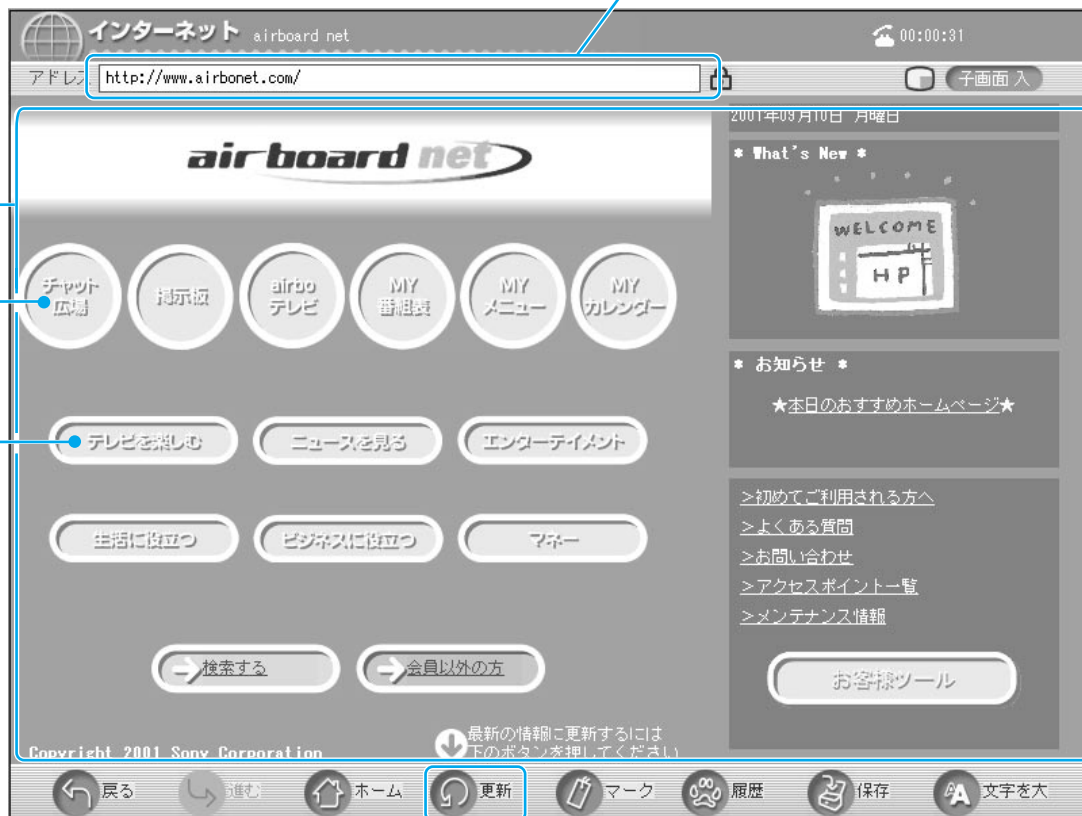 インターネット airboard net
00:00:31
アドレス http://www.airbonet.com/
子画面 入
airboard net
チャット
広場
掲示板
airbo
テレビ
MY
番組表
MY
メニュー
MY
カレンダー
テレビを楽しむ
ニュースを見る
エンターテイメント
生活に役立つ
ビジネスに役立つ
マネー
検索する
会員以外の方
最新の情報に更新するには
下のボタンを押してください
Copyright 2001 Sony Corporation
2001年09月10日 月曜日
* What's New *
WELCOME
HP
* お知らせ *
★本日のおすすめホームページ★
>初めてご利用される方へ
>よくある質問
>お問い合わせ
>アクセスポイント一覧
>メンテナンス情報
お客様ツール
戻る
進む
ホーム
更新
マーク
履歴
保存
文字を大